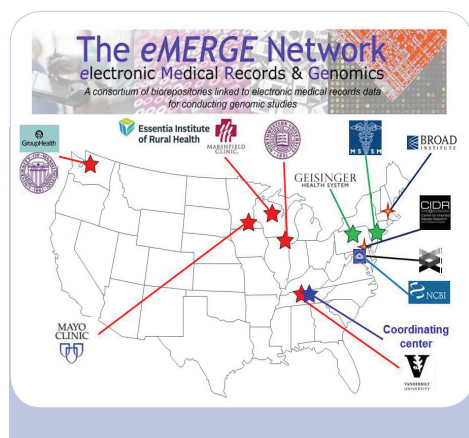 The eMERGE Network
electronic Medical Records & Genomics
A consortium of biorepositories linked to electronic medical records data
for conducting genomic studies
GroupHealth
Essentia Institute
of Rural Health
MARSHFIELD CLINIC.
GEISINGER
HEALTH SYSTEM
MSSM
BROAD
INSTITUTE
CIDR
NCBI
MAYO
CLINIC
Coordinating
center
V
VANDERBILT
UNIVERSITY